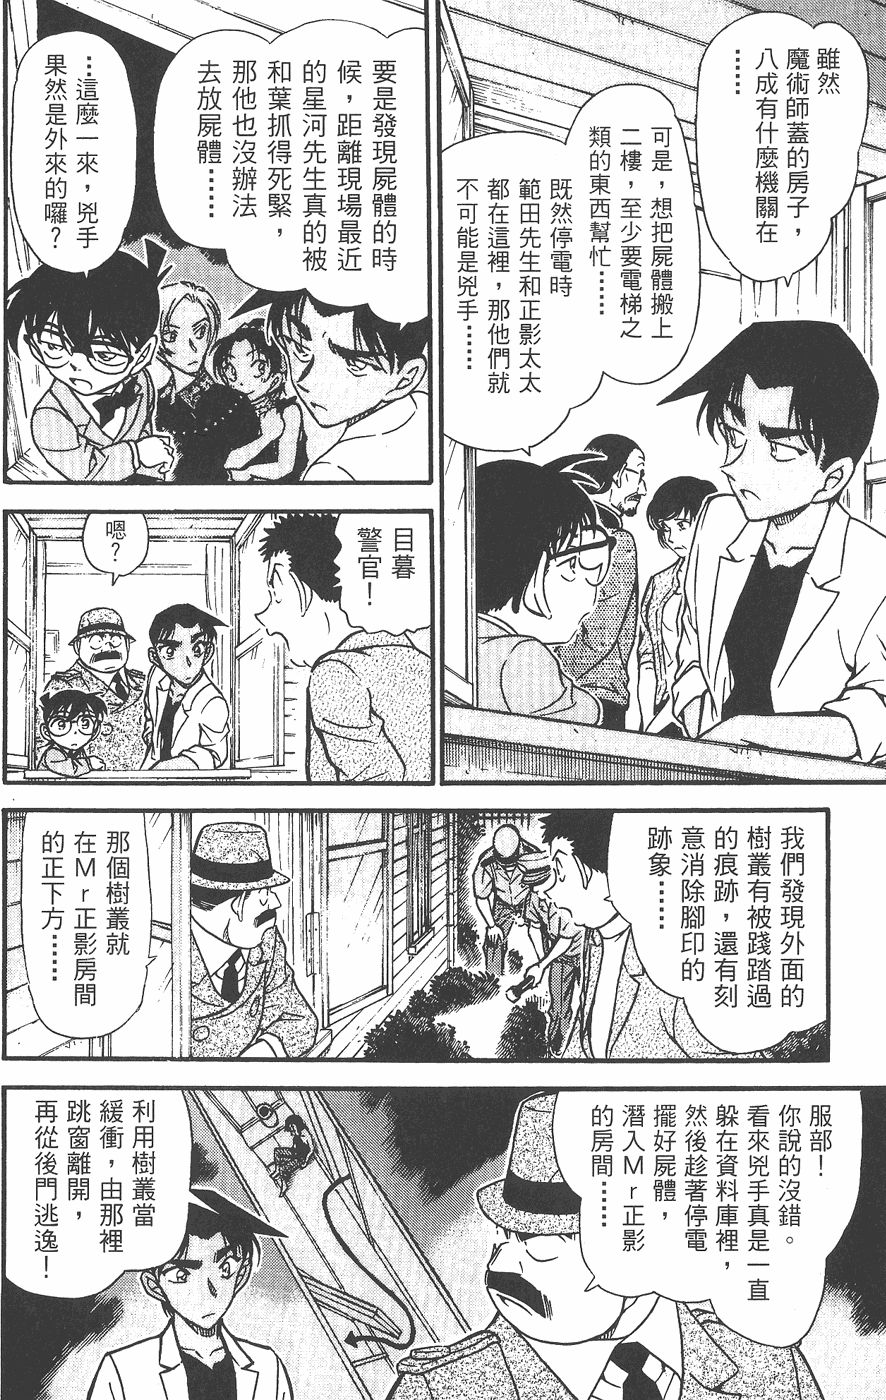 雖然
魔術師蓋的房子，
八成有什麼機關在
……
可是，想把屍體搬上
二樓，至少要電梯之
類的東西幫忙……
既然停電時
範田先生和正影太太
都在這裡，那他們就
不可能是兇手……
要是發現屍體的時
候，距離現場最近
的星河先生真的被
和葉抓得死緊，
那他也沒辦法
去放屍體……
…這麼一來，兇手
果然是外來的囉？
目暮
警官！
嗯？
我們發現外面的
樹叢有被踐踏過
的痕跡，還有刻
意消除腳印的
跡象……
那個樹叢就
在Ｍｒ正影房間
的正下方……
服部！
你說的沒錯。
看來兇手真是一直
躲在資料庫裡，
然後趁著停電
擺好屍體，
潛入Ｍｒ正影
的房間……
利用樹叢當
緩衝，由那裡
跳窗離開，
再從後門逃逸！